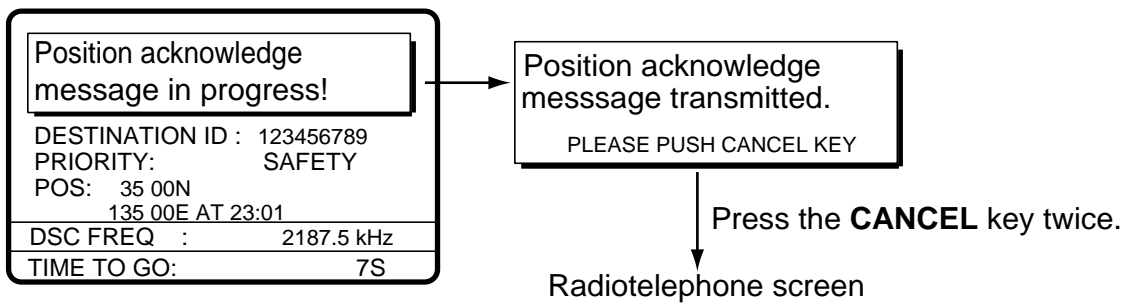 Position acknowledge
message in progress!
DESTINATION ID : 123456789
PRIORITY: SAFETY
POS: 35 00N
135 00E AT 23:01
DSC FREQ : 2187.5 kHz
TIME TO GO: 7S
Position acknowledge
messsage transmitted.
PLEASE PUSH CANCEL KEY
Press the CANCEL key twice.
Radiotelephone screen